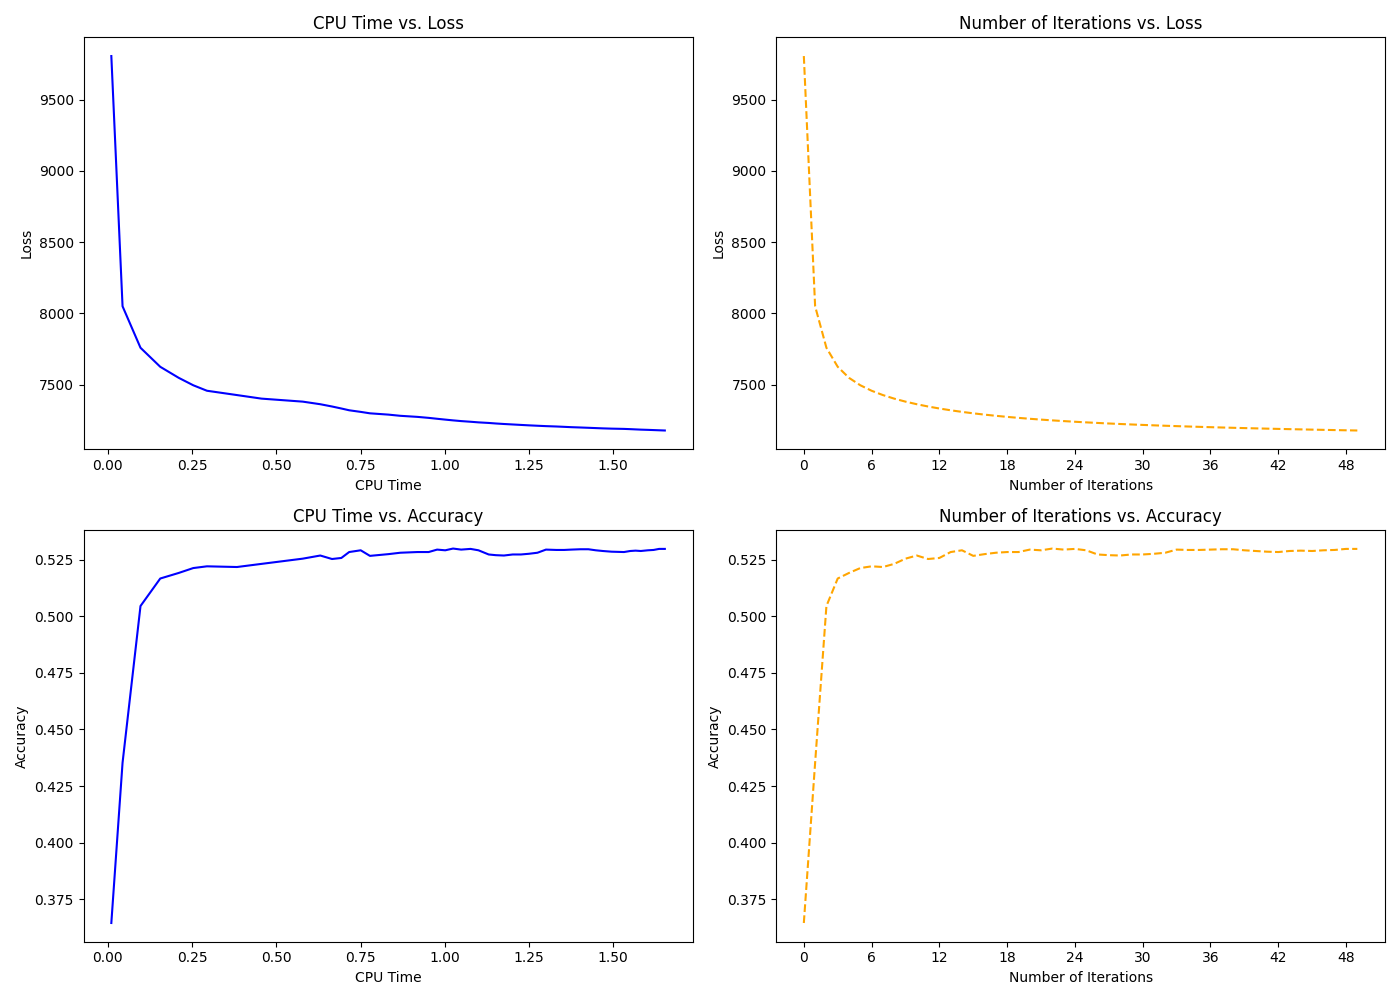 CPU Time vs. Loss
Loss
9500
9000
8500
8000
7500
0.00 0.25 0.50 0.75 1.00 1.25 1.50
CPU Time
Number of Iterations vs. Loss
Loss
9500
9000
8500
8000
7500
0 6 12 18 24 30 36 42 48
Number of Iterations
CPU Time vs. Accuracy
Accuracy
0.525
0.500
0.475
0.450
0.425
0.400
0.375
0.00 0.25 0.50 0.75 1.00 1.25 1.50
CPU Time
Number of Iterations vs. Accuracy
Accuracy
0.525
0.500
0.475
0.450
0.425
0.400
0.375
0 6 12 18 24 30 36 42 48
Number of Iterations